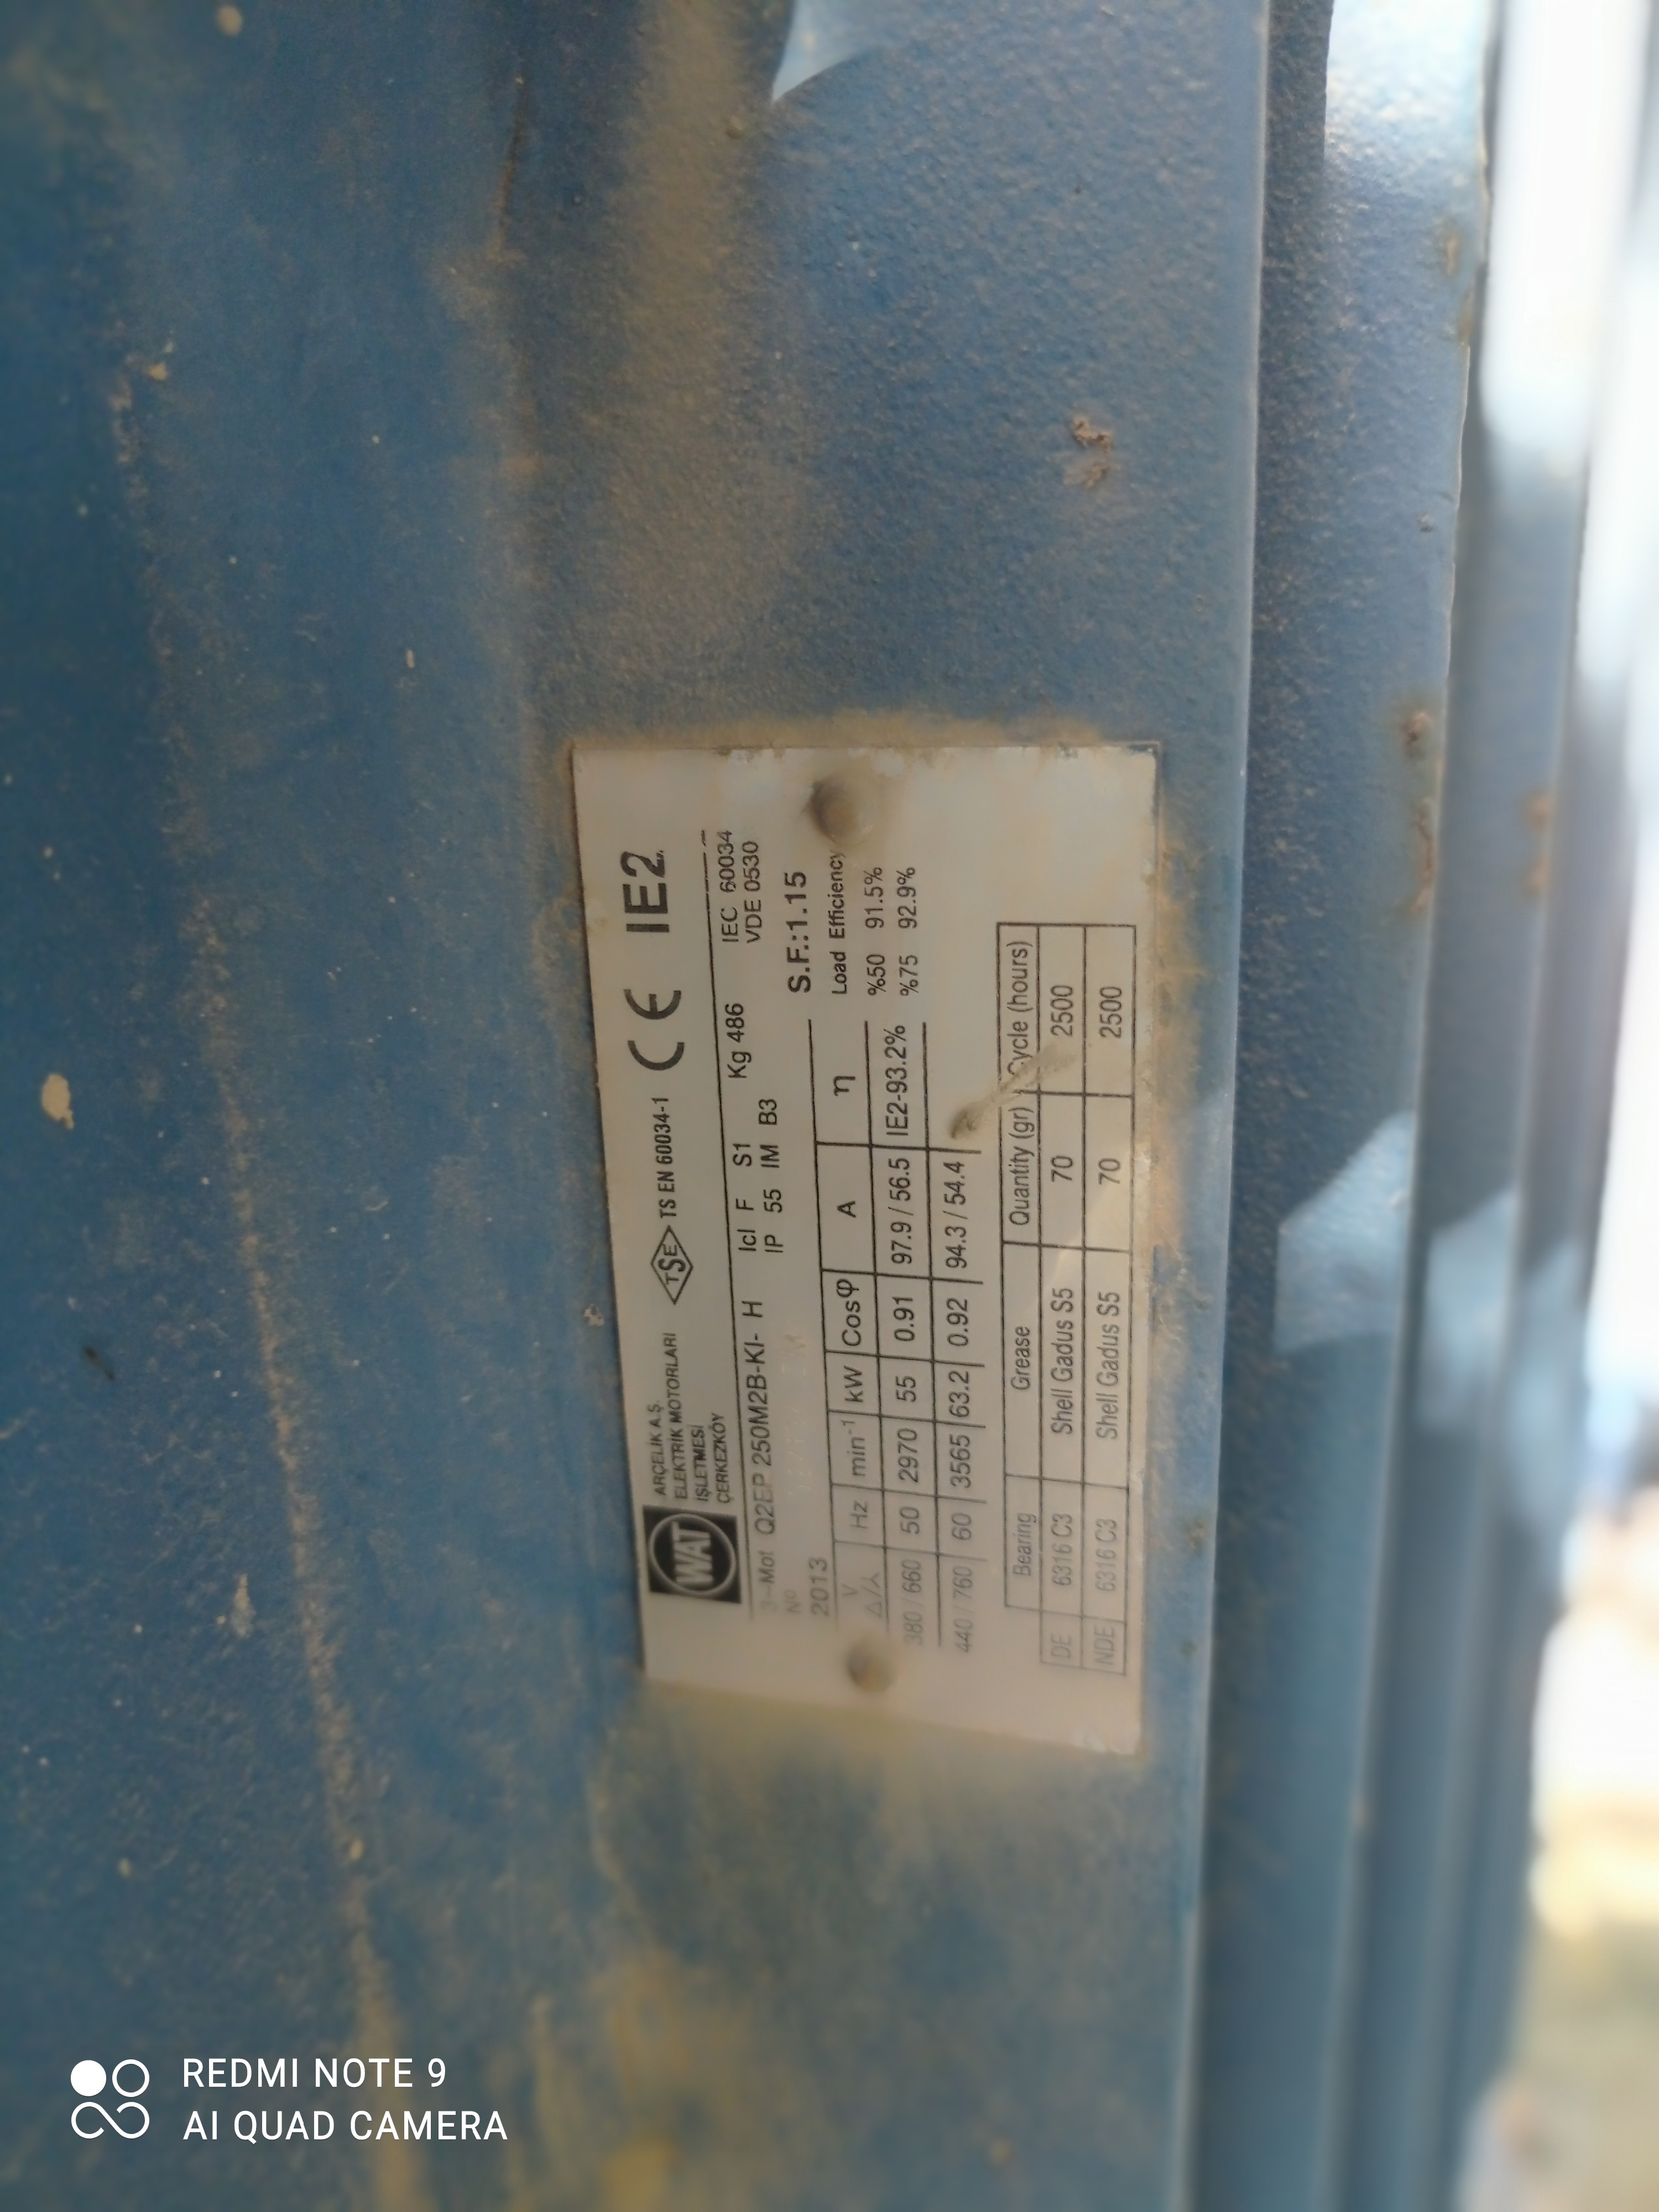 WAT
ARÇELİK A.Ş.
ELEKTRİK MOTORLARI
İŞLETMESİ
ÇERKEZKÖY
TSE TS EN 60034-1 CE IE2
3~Mot Q2EP 250M2B-KI- H Icl F S1 Kg 486 IEC 60034
Nº IP 55 IM B3 VDE 0530
2013 S.F.:1.15
V Δ/⅄ Hz min⁻¹ kW Cosφ A η Load Efficiency
380 / 660 50 2970 55 0.91 97.9 / 56.5 IE2-93.2% %50 91.5%
%75 92.9%
440 / 760 60 3565 63.2 0.92 94.3 / 54.4
Bearing Grease Quantity (gr) Cycle (hours)
DE 6316 C3 Shell Gadus S5 70 2500
NDE 6316 C3 Shell Gadus S5 70 2500
REDMI NOTE 9
AI QUAD CAMERA